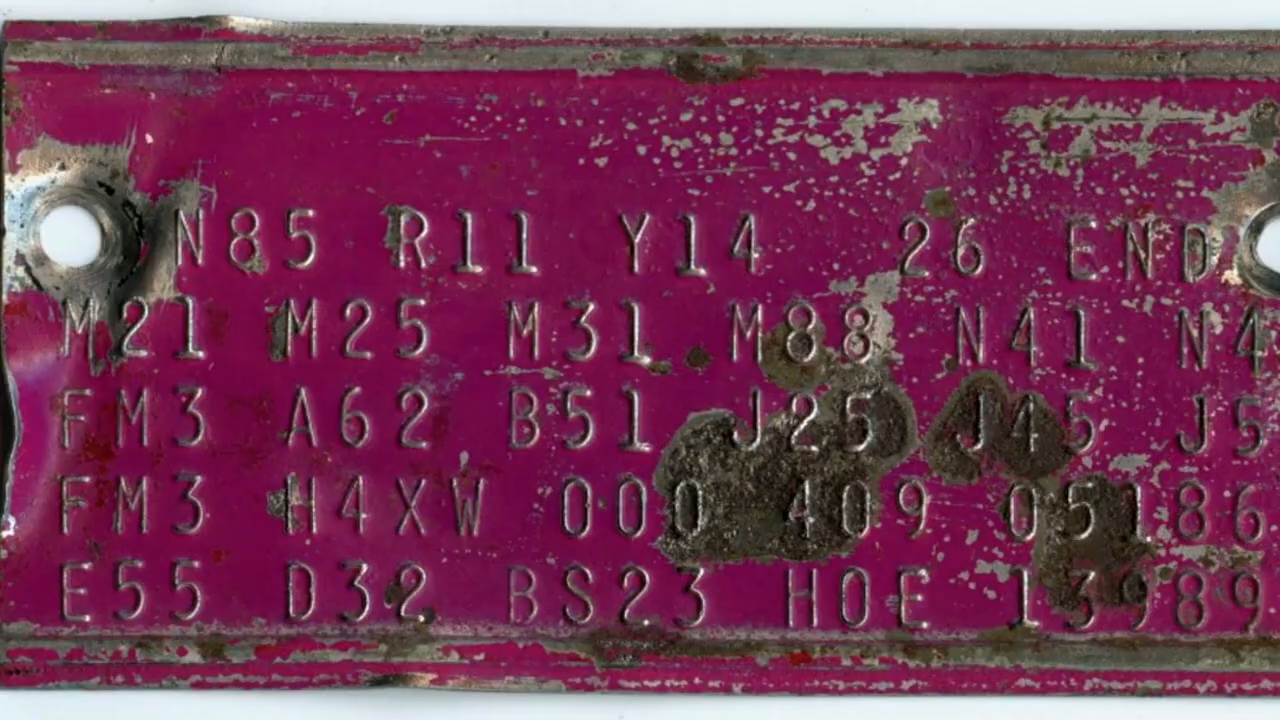 N85 R11 Y14 26 END
M21 M25 M31 M88 N41 N4
FM3 A62 B51 J25 J45 J5
FM3 H4XW 000 409 05186
E55 D32 BS23 H0E 13989